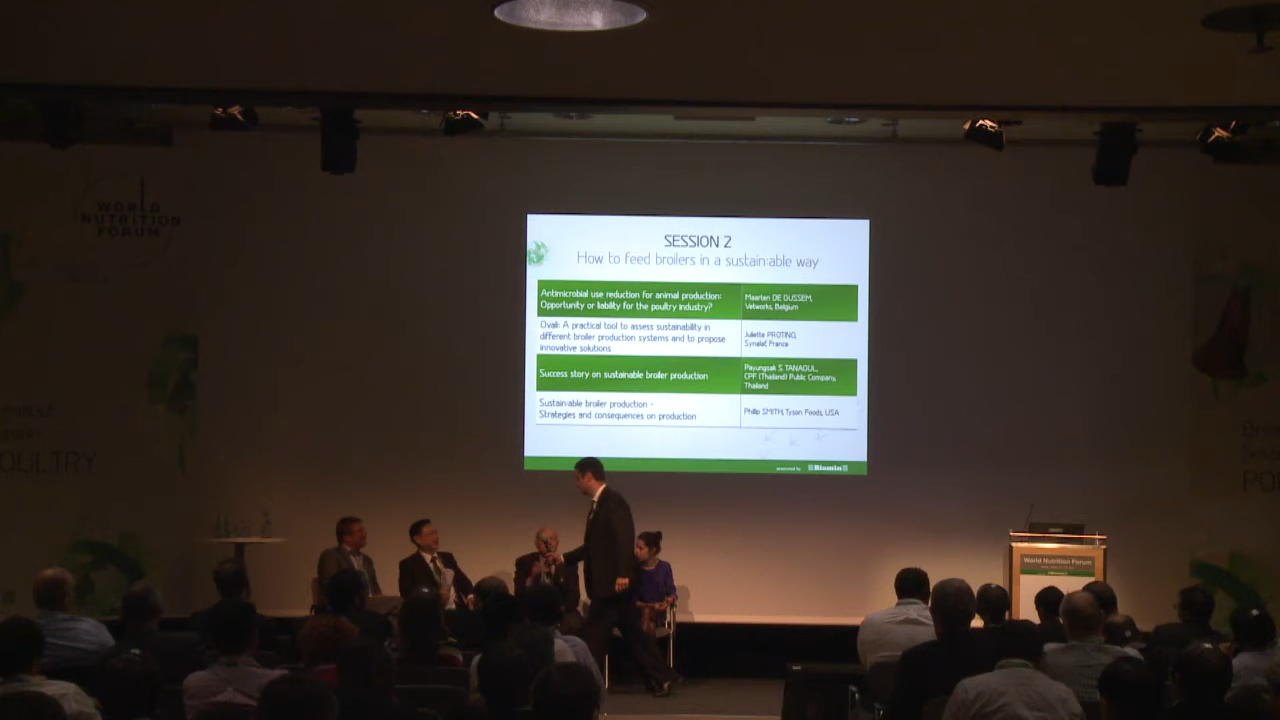 WORLD
NUTRITION
FORUM
SESSION 2
How to feed broilers in a sustainable way
Antimicrobial use reduction for animal production:
Opportunity or liability for the poultry industry?
Maarten DE GUSSEM,
Vetworks, Belgium
Ovali: A practical tool to assess sustainability in
different broiler production systems and to propose
innovative solutions
Juliette PROTINO,
Synalaf, France
Success story on sustainable broiler production
Payungsak S. TANAGUL,
CPF (Thailand) Public Company,
Thailand
Sustainable broiler production -
Strategies and consequences on production
Philip SMITH, Tyson Foods, USA
presented by Biomin
OULTRY
PO
World Nutrition Forum